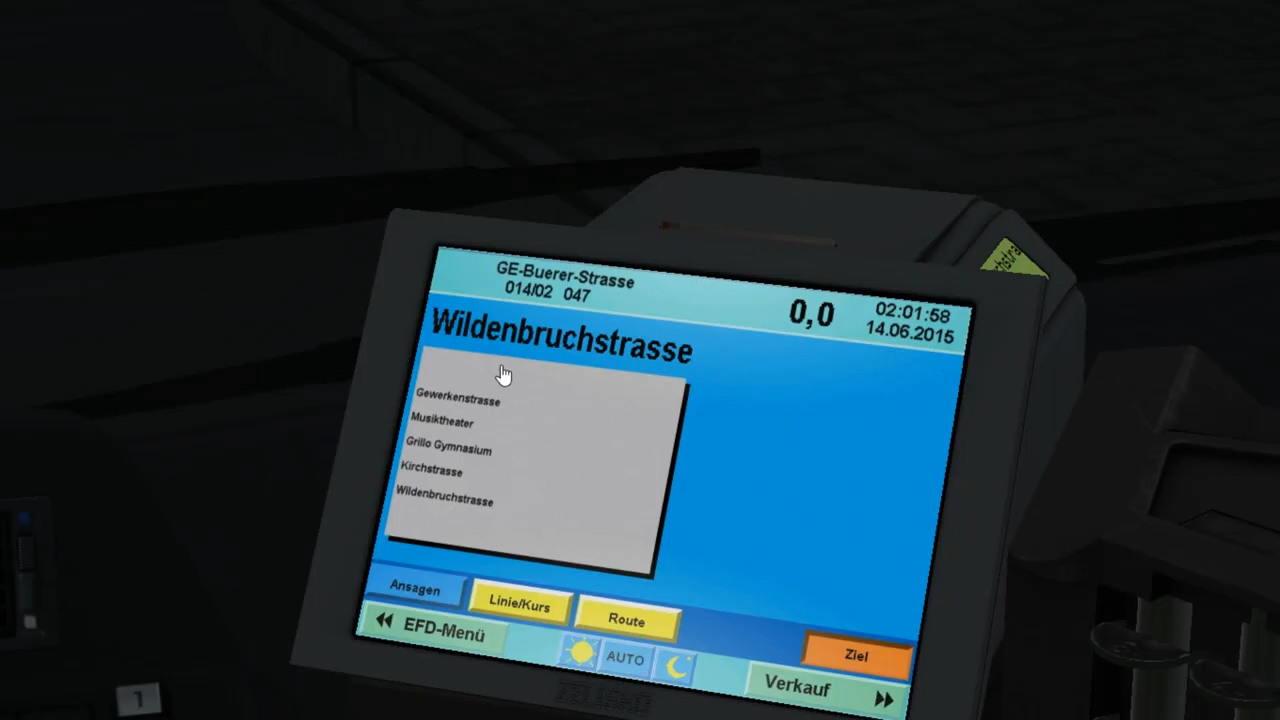 GE-Buerer-Strasse
014/02 047
0,0
02:01:58
14.06.2015
Wildenbruchstrasse
Gewerkenstrasse
Musiktheater
Grillo Gymnasium
Kirchstrasse
Wildenbruchstrasse
Ansagen
Linie/Kurs
Route
Ziel
EFD-Menü
AUTO
Verkauf
1